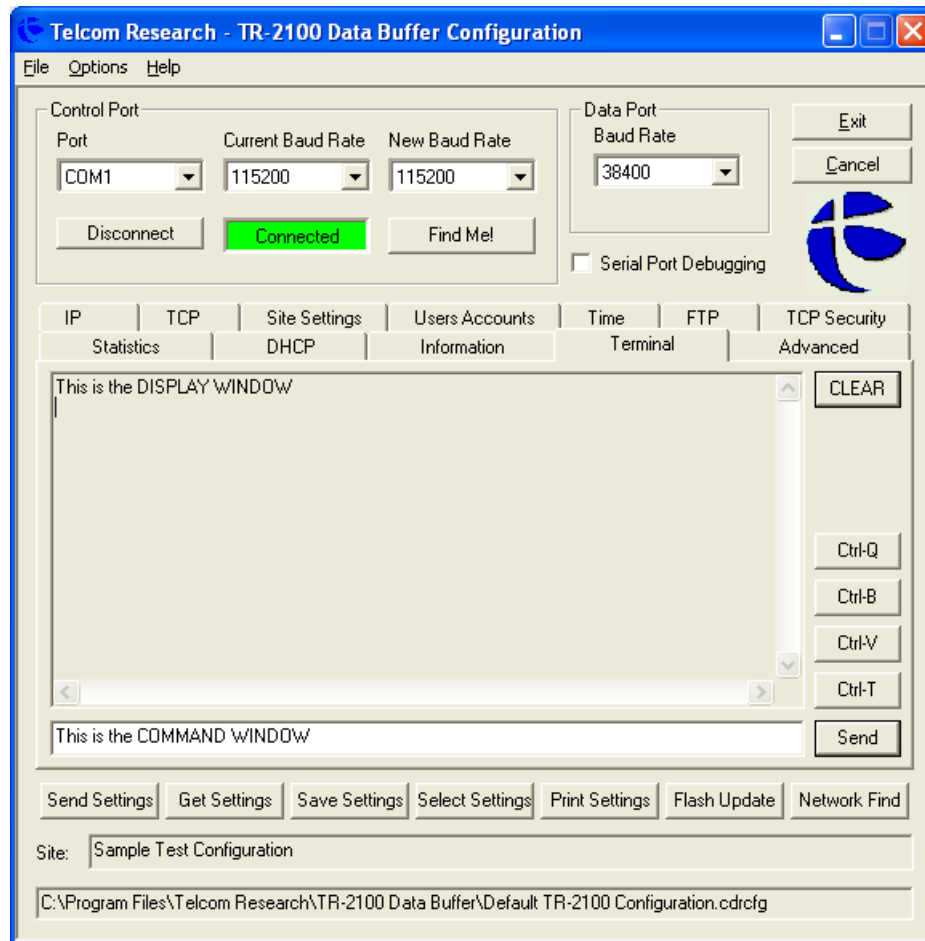 Telcom Research - TR-2100 Data Buffer Configuration
File Options Help
Control Port
Port Current Baud Rate New Baud Rate
COM1 115200 115200
Disconnect Connected Find Me!
Data Port
Baud Rate
38400
Serial Port Debugging
Exit
Cancel
IP TCP Site Settings Users Accounts Time FTP TCP Security
Statistics DHCP Information Terminal Advanced
This is the DISPLAY WINDOW
CLEAR
Ctrl-Q
Ctrl-B
Ctrl-V
Ctrl-T
This is the COMMAND WINDOW
Send
Send Settings Get Settings Save Settings Select Settings Print Settings Flash Update Network Find
Site: Sample Test Configuration
C:\Program Files\Telcom Research\TR-2100 Data Buffer\Default TR-2100 Configuration.cdrcfg